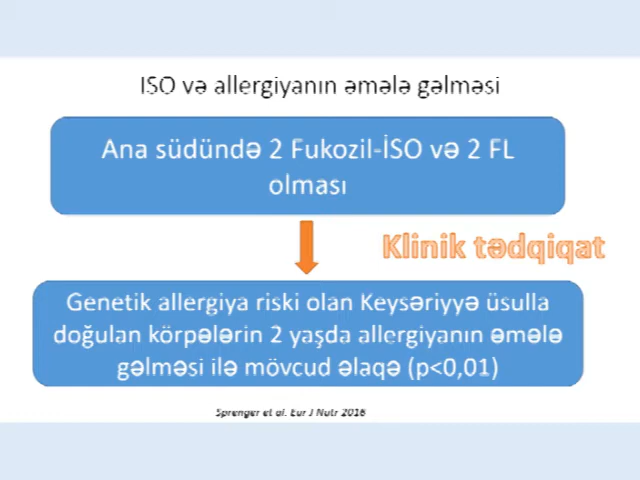 ISO və allergiyanın əmələ gəlməsi
Ana südündə 2 Fukozil-İSO və 2 FL
olması
Klinik tədqiqat
Genetik allergiya riski olan Keysəriyyə üsulla
doğulan körpələrin 2 yaşda allergiyanın əmələ
gəlməsi ilə mövcud əlaqə (p<0,01)
Sprenger et al. Eur J Nutr 2016